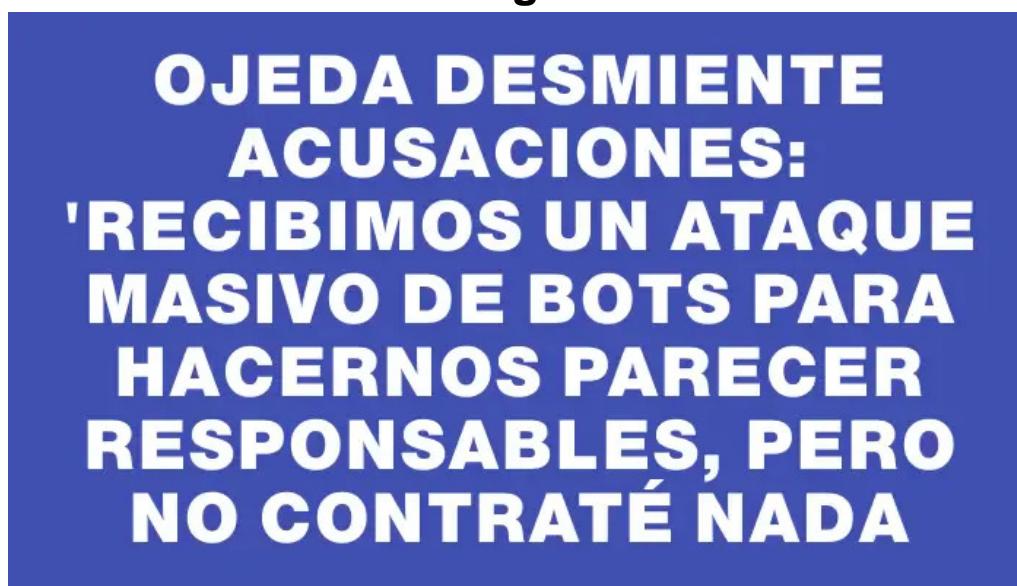 OJEDA DESMIENTE
ACUSACIONES:
'RECIBIMOS UN ATAQUE
MASIVO DE BOTS PARA
HACERNOS PARECER
RESPONSABLES, PERO
NO CONTRATÉ NADA